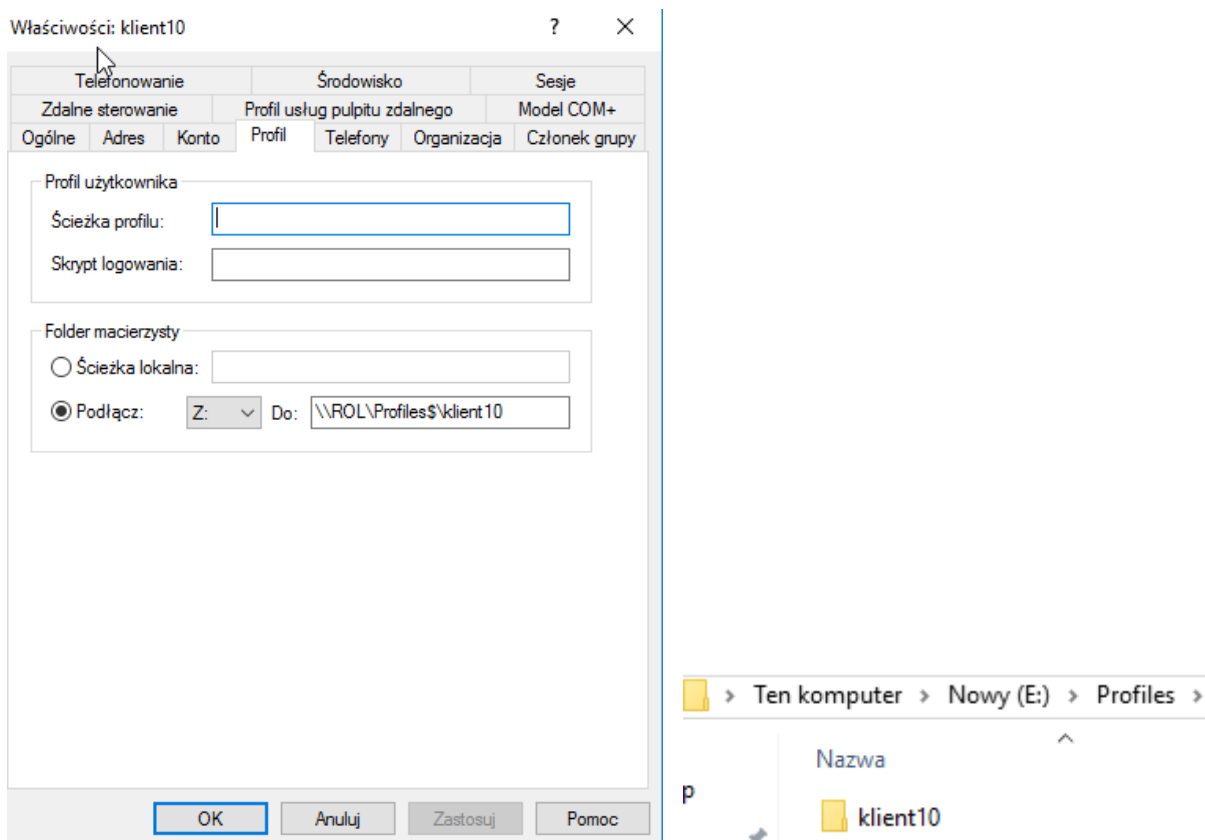 Właściwości: klient10
?
Telefonowanie Środowisko Sesje
Zdalne sterowanie Profil usług pulpitu zdalnego Model COM+
Ogólne Adres Konto Profil Telefony Organizacja Członek grupy
Profil użytkownika
Ścieżka profilu:
Skrypt logowania:
Folder macierzysty
Ścieżka lokalna:
Podłącz: Z: Do: \\ROL\Profiles$\klient10
OK Anuluj Zastosuj Pomoc
Ten komputer > Nowy (E:) > Profiles >
Nazwa
p
klient10